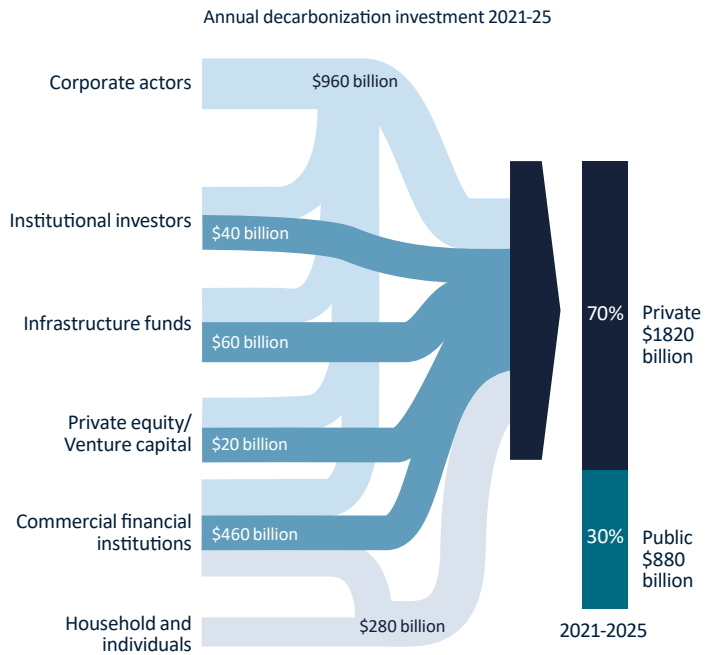 Annual decarbonization investment 2021-25
Corporate actors
$960 billion
Institutional investors
$40 billion
Infrastructure funds
$60 billion
Private equity/
Venture capital
$20 billion
Commercial financial
institutions
$460 billion
Household and
individuals
$280 billion
70%
Private
$1820
billion
30%
Public
$880
billion
2021-2025